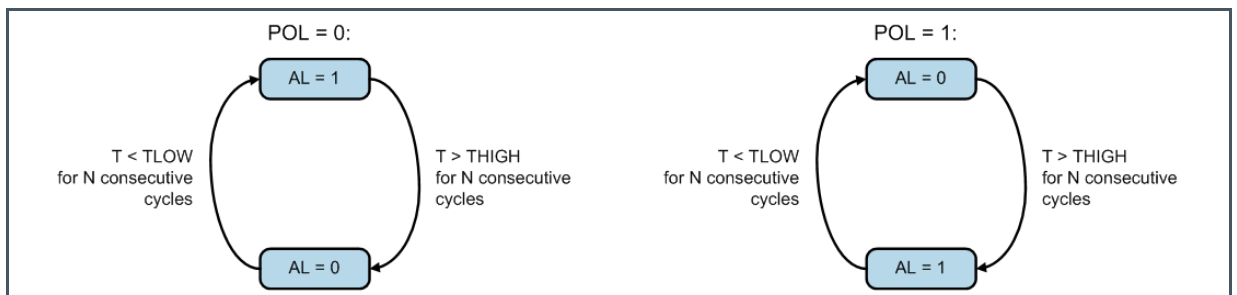 POL = 0:
AL = 1
T < TLOW
for N consecutive
cycles
T > THIGH
for N consecutive
cycles
AL = 0
POL = 1:
AL = 0
T < TLOW
for N consecutive
cycles
T > THIGH
for N consecutive
cycles
AL = 1